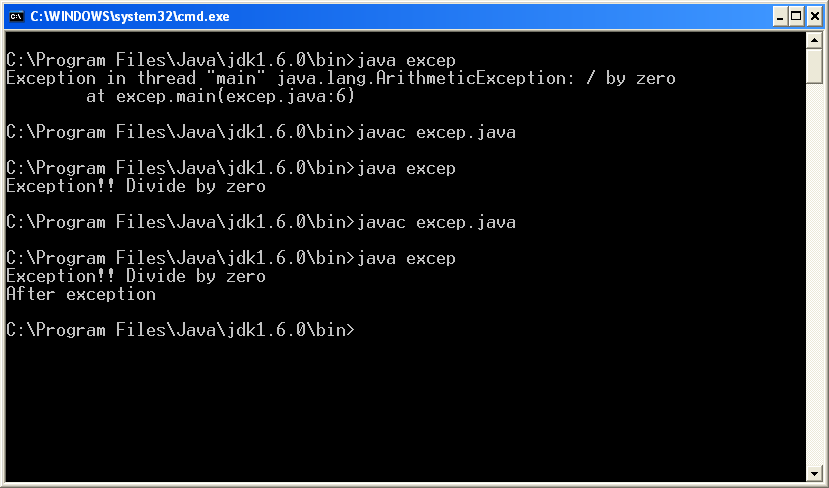 C:\WINDOWS\system32\cmd.exe
C:\Program Files\Java\jdk1.6.0\bin>java excep
Exception in thread "main" java.lang.ArithmeticException: / by zero
        at excep.main(excep.java:6)
C:\Program Files\Java\jdk1.6.0\bin>javac excep.java
C:\Program Files\Java\jdk1.6.0\bin>java excep
Exception!! Divide by zero
C:\Program Files\Java\jdk1.6.0\bin>javac excep.java
C:\Program Files\Java\jdk1.6.0\bin>java excep
Exception!! Divide by zero
After exception
C:\Program Files\Java\jdk1.6.0\bin>